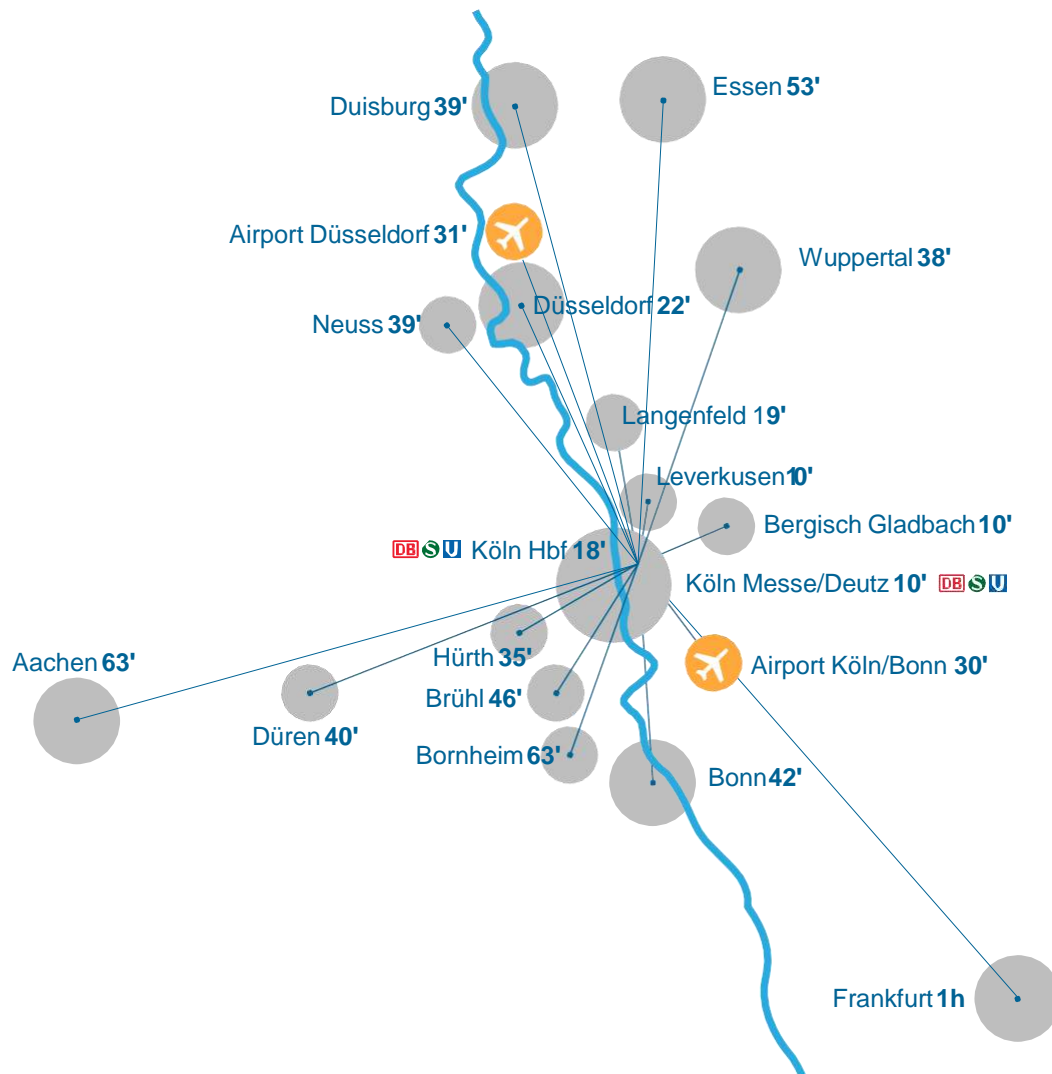 Essen 53'
Duisburg 39'
Airport Düsseldorf 31'
Wuppertal 38'
Düsseldorf 22'
Neuss 39'
Langenfeld 19'
Leverkusen 10'
Bergisch Gladbach 10'
DB S U Köln Hbf 18'
Köln Messe/Deutz 10' DB S U
Hürth 35'
Aachen 63'
Airport Köln/Bonn 30'
Brühl 46'
Düren 40'
Bornheim 63'
Bonn 42'
Frankfurt 1h